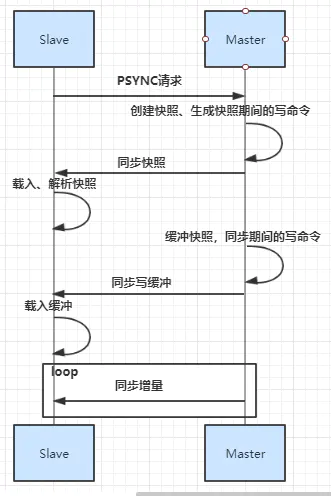 Slave
Master
PSYNC请求
创建快照、生成快照期间的写命令
同步快照
载入、解析快照
缓冲快照，同步期间的写命令
同步写缓冲
载入缓冲
loop
同步增量
Slave
Master